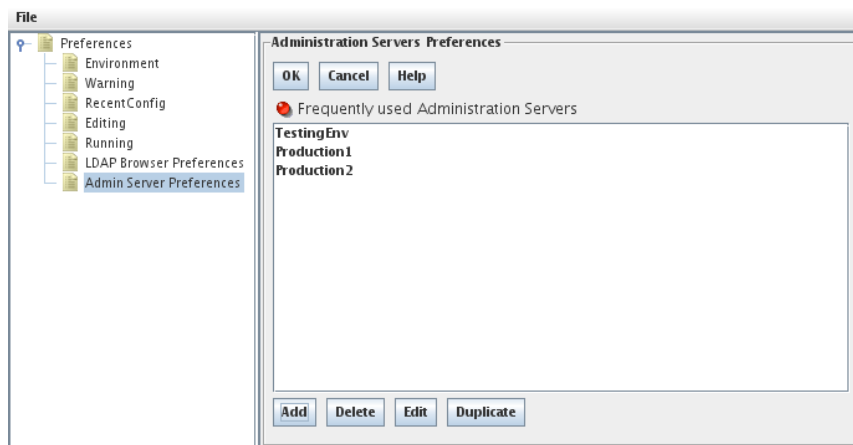 File
Preferences
Environment
Warning
RecentConfig
Editing
Running
LDAP Browser Preferences
Admin Server Preferences
Administration Servers Preferences
OK Cancel Help
Frequently used Administration Servers
TestingEnv
Production1
Production2
Add Delete Edit Duplicate